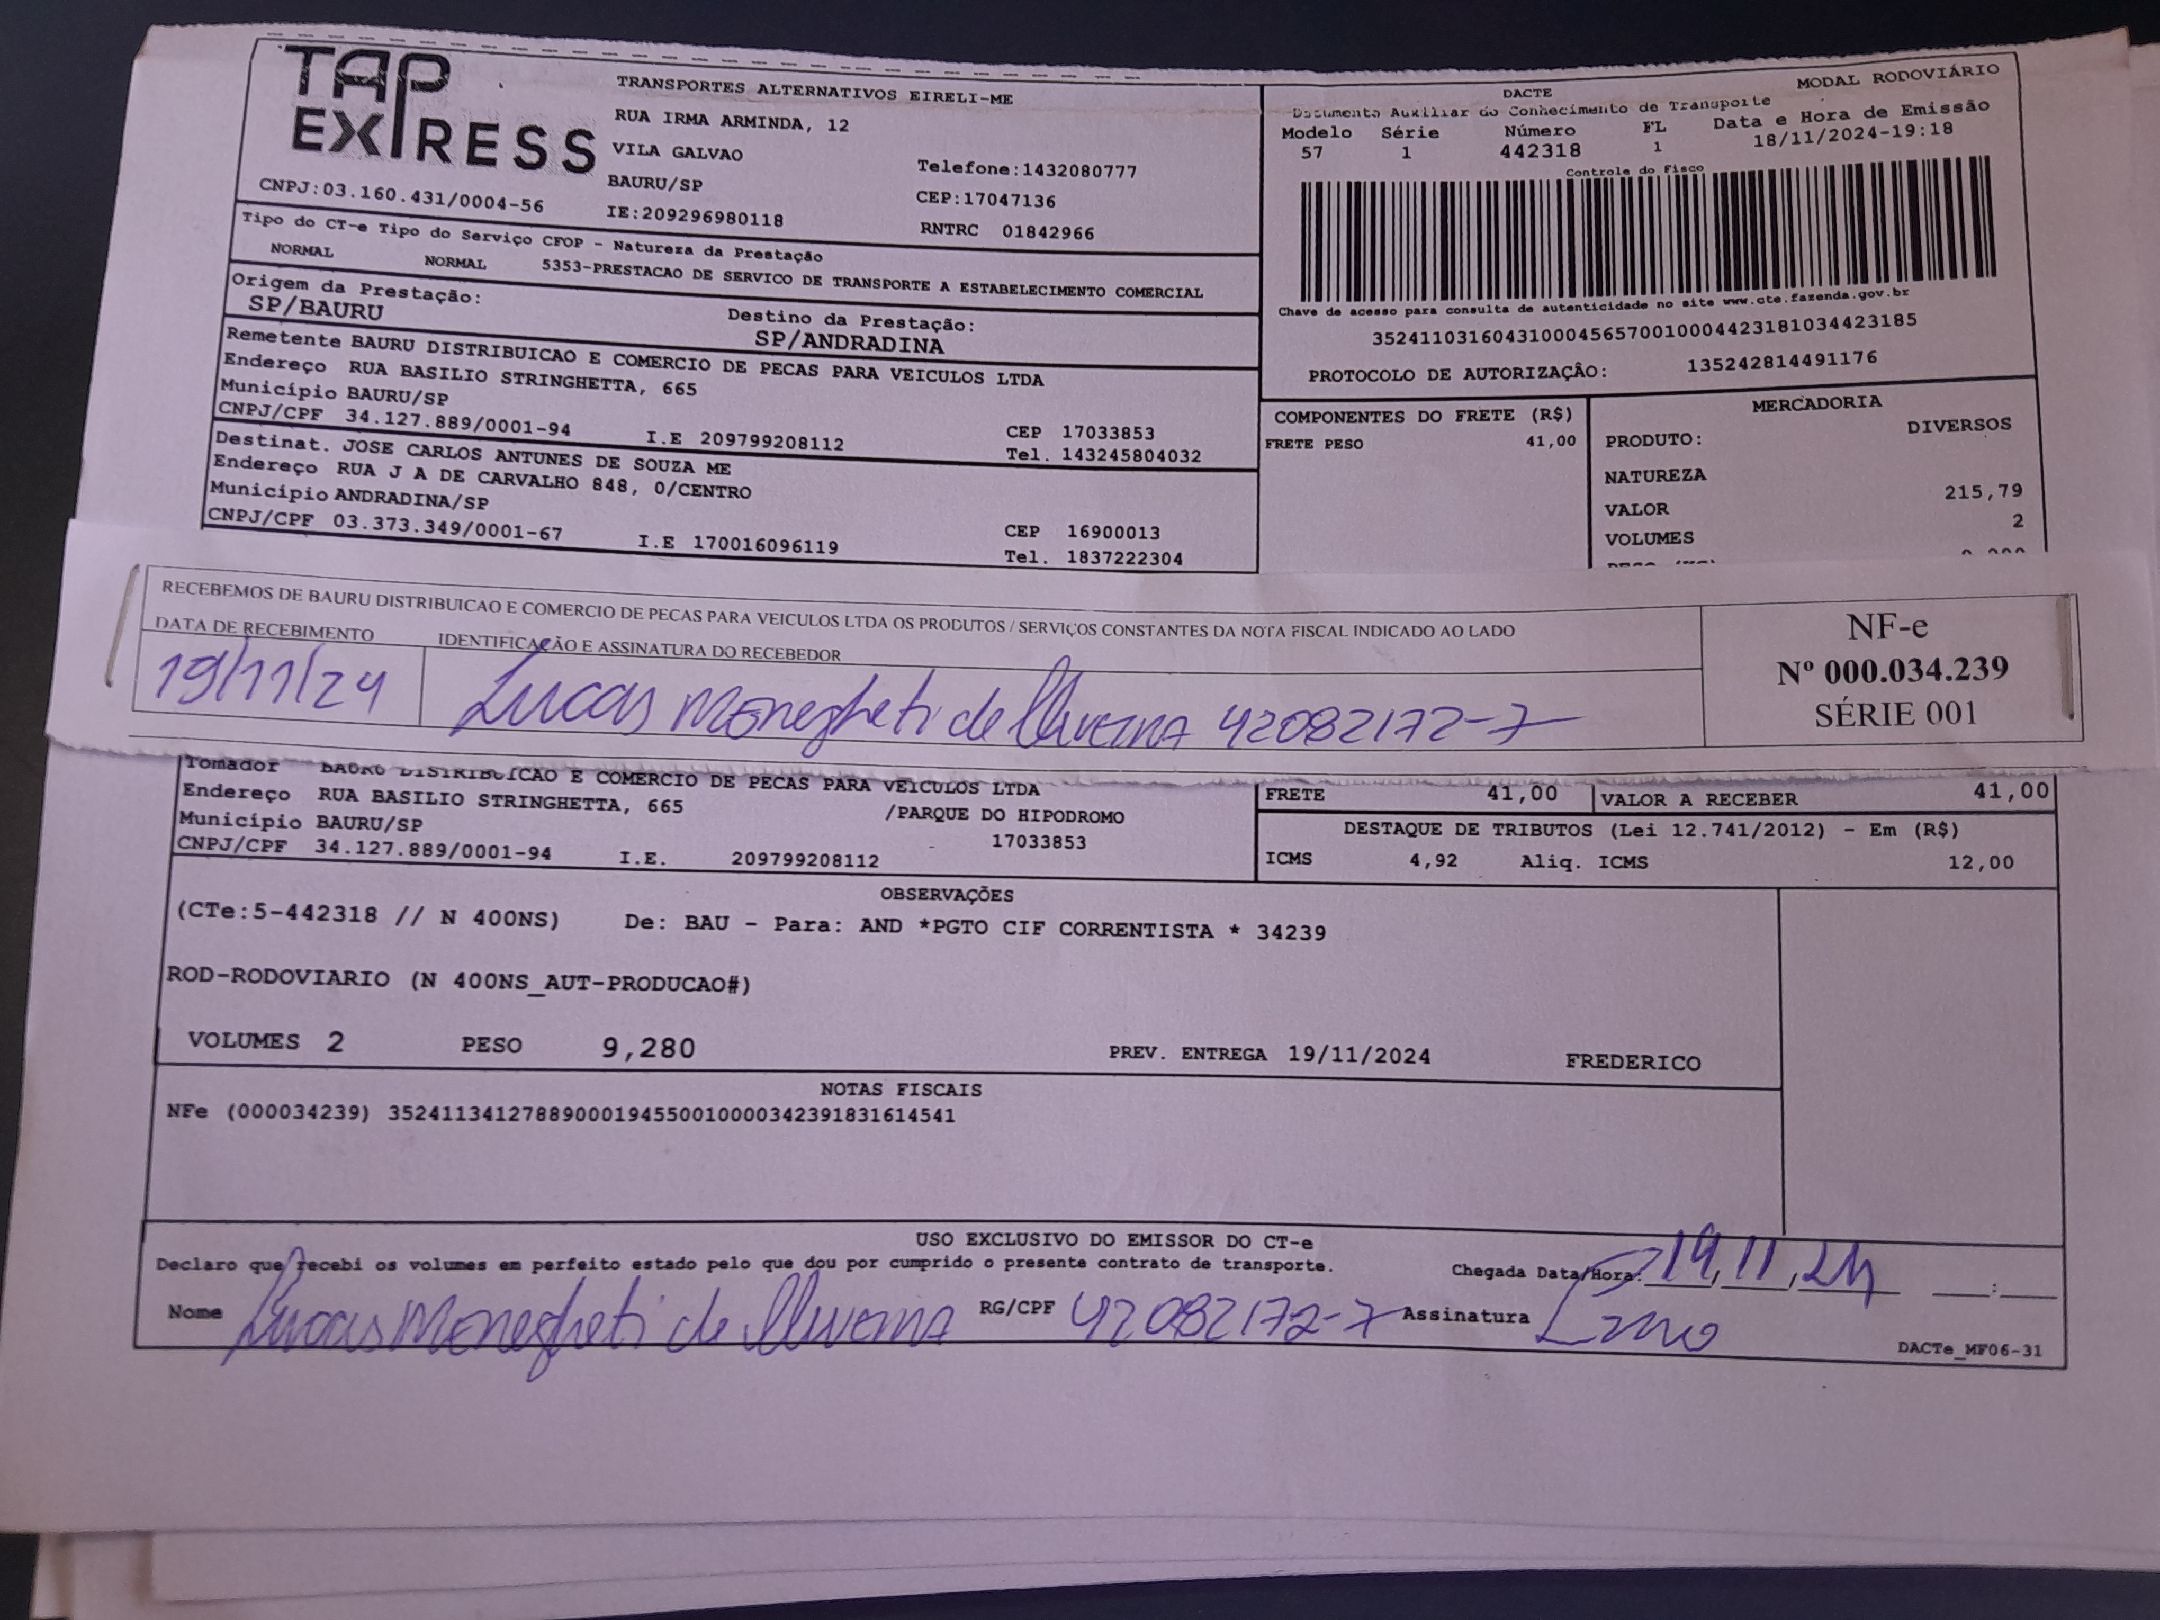 TAP
EXPRESS
TRANSPORTES ALTERNATIVOS EIRELI-ME
RUA IRMA ARMINDA, 12
VILA GALVAO
BAURU/SP
Telefone:1432080777
CEP:17047136
CNPJ:03.160.431/0004-56
IE:209296980118
RNTRC 01842966
MODAL RODOVIÁRIO
DACTE
Documento Auxiliar do Conhecimento de Transporte
Modelo Série Número FL Data e Hora de Emissão
57 1 442318 1 18/11/2024-19:18
Controle do Fisco
Chave de acesso para consulta de autenticidade no site www.cte.fazenda.gov.br
35241103160431000456570010004423181034423185
PROTOCOLO DE AUTORIZAÇÂO: 135242814491176
Tipo do CT-e Tipo do Serviço CFOP - Natureza da Prestação
NORMAL NORMAL 5353-PRESTACAO DE SERVICO DE TRANSPORTE A ESTABELECIMENTO COMERCIAL
Origem da Prestação: Destino da Prestação:
SP/BAURU SP/ANDRADINA
Remetente BAURU DISTRIBUICAO E COMERCIO DE PECAS PARA VEICULOS LTDA
Endereço RUA BASILIO STRINGHETTA, 665
Município BAURU/SP CEP 17033853
CNPJ/CPF 34.127.889/0001-94 I.E 209799208112 Tel. 143245804032
Destinat. JOSE CARLOS ANTUNES DE SOUZA ME
Endereço RUA J A DE CARVALHO 848, 0/CENTRO
Município ANDRADINA/SP CEP 16900013
CNPJ/CPF 03.373.349/0001-67 I.E 170016096119 Tel. 1837222304
COMPONENTES DO FRETE (R$)
FRETE PESO 41,00
MERCADORIA
PRODUTO: DIVERSOS
NATUREZA
VALOR 215,79
VOLUMES 2
RECEBEMOS DE BAURU DISTRIBUICAO E COMERCIO DE PECAS PARA VEICULOS LTDA OS PRODUTOS / SERVIÇOS CONSTANTES DA NOTA FISCAL INDICADO AO LADO
DATA DE RECEBIMENTO IDENTIFICAÇÃO E ASSINATURA DO RECEBEDOR
19/11/24 Lucas Menegheti de Oliveira 42082172-7
NF-e
Nº 000.034.239
SÉRIE 001
Tomador BAURU DISTRIBUICAO E COMERCIO DE PECAS PARA VEICULOS LTDA
Endereço RUA BASILIO STRINGHETTA, 665 /PARQUE DO HIPODROMO
Município BAURU/SP 17033853
CNPJ/CPF 34.127.889/0001-94 I.E. 209799208112
FRETE 41,00 VALOR A RECEBER 41,00
DESTAQUE DE TRIBUTOS (Lei 12.741/2012) - Em (R$)
ICMS 4,92 Aliq. ICMS 12,00
OBSERVAÇÕES
(CTe:5-442318 // N 400NS) De: BAU - Para: AND *PGTO CIF CORRENTISTA * 34239
ROD-RODOVIARIO (N 400NS_AUT-PRODUCAO#)
VOLUMES 2 PESO 9,280 PREV. ENTREGA 19/11/2024 FREDERICO
NOTAS FISCAIS
NFe (000034239) 35241134127889000194550010000342391831614541
USO EXCLUSIVO DO EMISSOR DO CT-e
Declaro que recebi os volumes em perfeito estado pelo que dou por cumprido o presente contrato de transporte. Chegada Data/Hora: 19, 11, 24 :
Nome Lucas Menegheti de Oliveira RG/CPF 42082172-7 Assinatura
DACTe_MF06-31